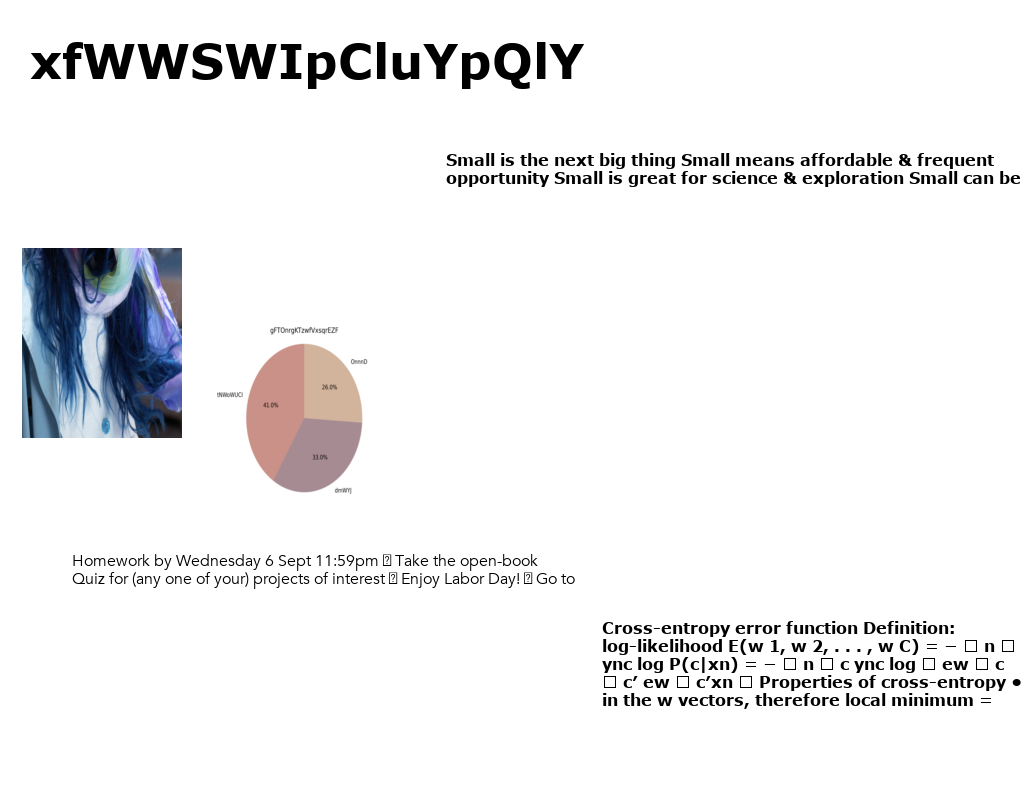 xfWWSWIpCluYpQlY
Small is the next big thing Small means affordable & frequent
opportunity Small is great for science & exploration Small can be
gFTOnrgKTzwfVxsqrEZF
OnnnD
26.0%
tNWoWUCl
41.0%
33.0%
dmWYj
Homework by Wednesday 6 Sept 11:59pm Take the open-book
Quiz for (any one of your) projects of interest Enjoy Labor Day! Go to
Cross-entropy error function Definition:
log-likelihood E(w 1, w 2, . . . , w C) = − □ n □
ync log P(c|xn) = − □ n □ c ync log □ ew □ c
□ c′ ew □ c′xn □ Properties of cross-entropy •
in the w vectors, therefore local minimum =